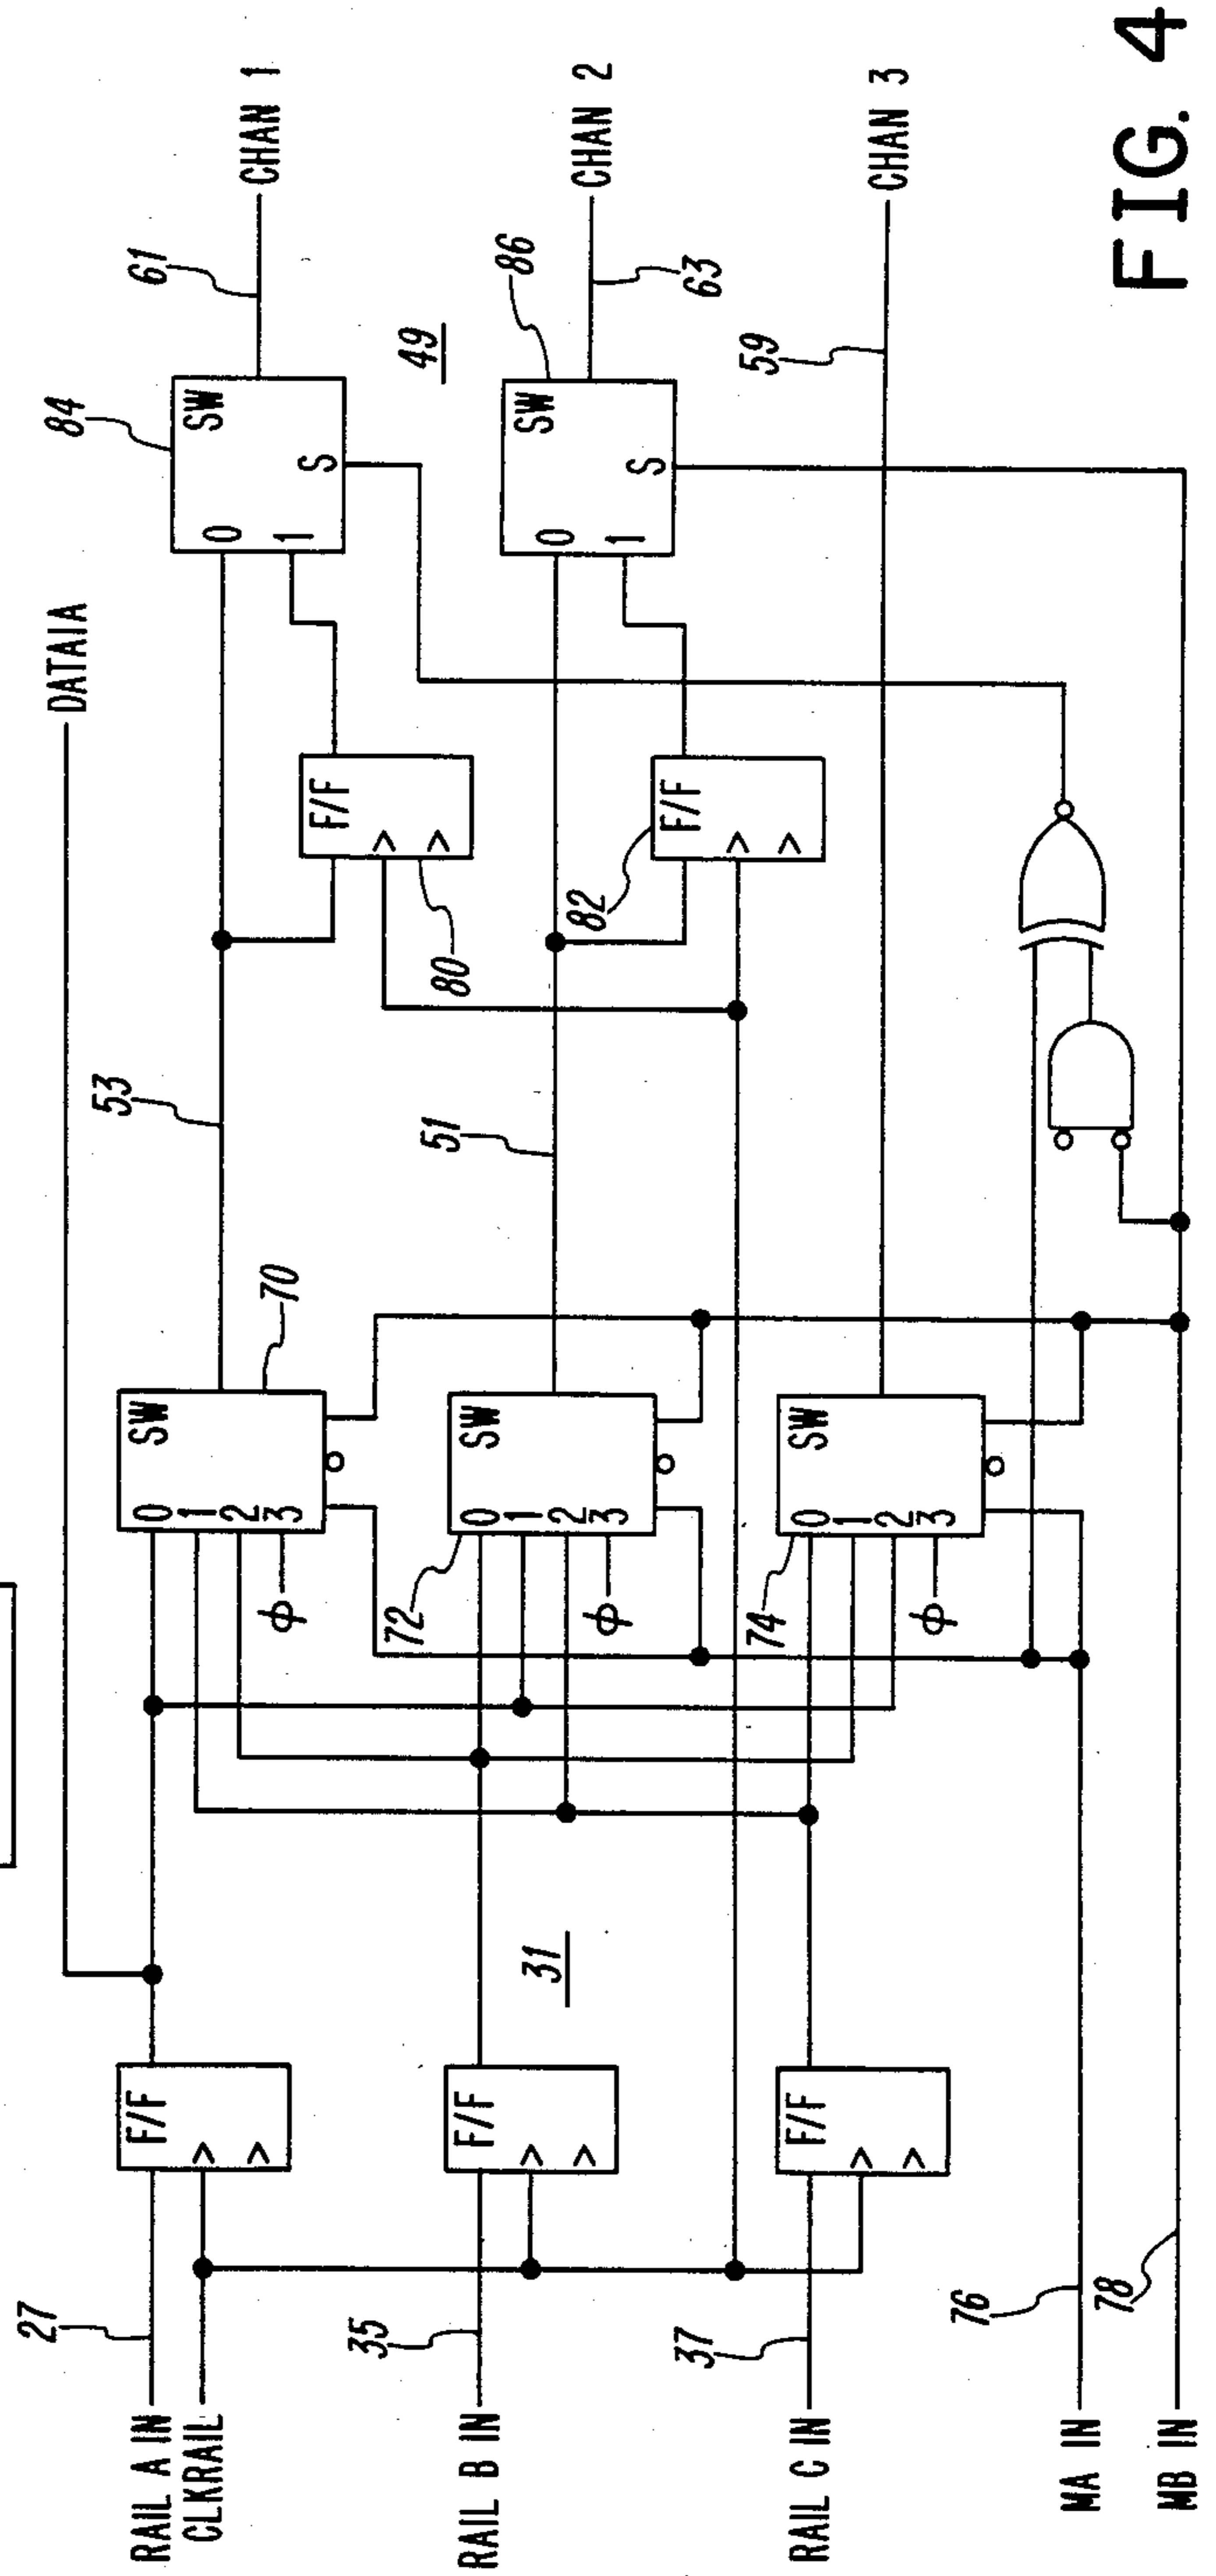 RAIL A IN
27
CLKRAIL
F/F
> >
DATA1A
0 1 2 3
SW
ϕ
70
53
F/F
> >
80
0 1
SW
S
84
61
CHAN 1
RAIL B IN
35
F/F
> >
31
72
0 1 2 3
SW
ϕ
51
82
F/F
> >
0 1
SW
S
86
49
63
CHAN 2
RAIL C IN
37
F/F
> >
74
0 1 2 3
SW
ϕ
59
CHAN 3
MA IN
76
MB IN
78
FIG. 4